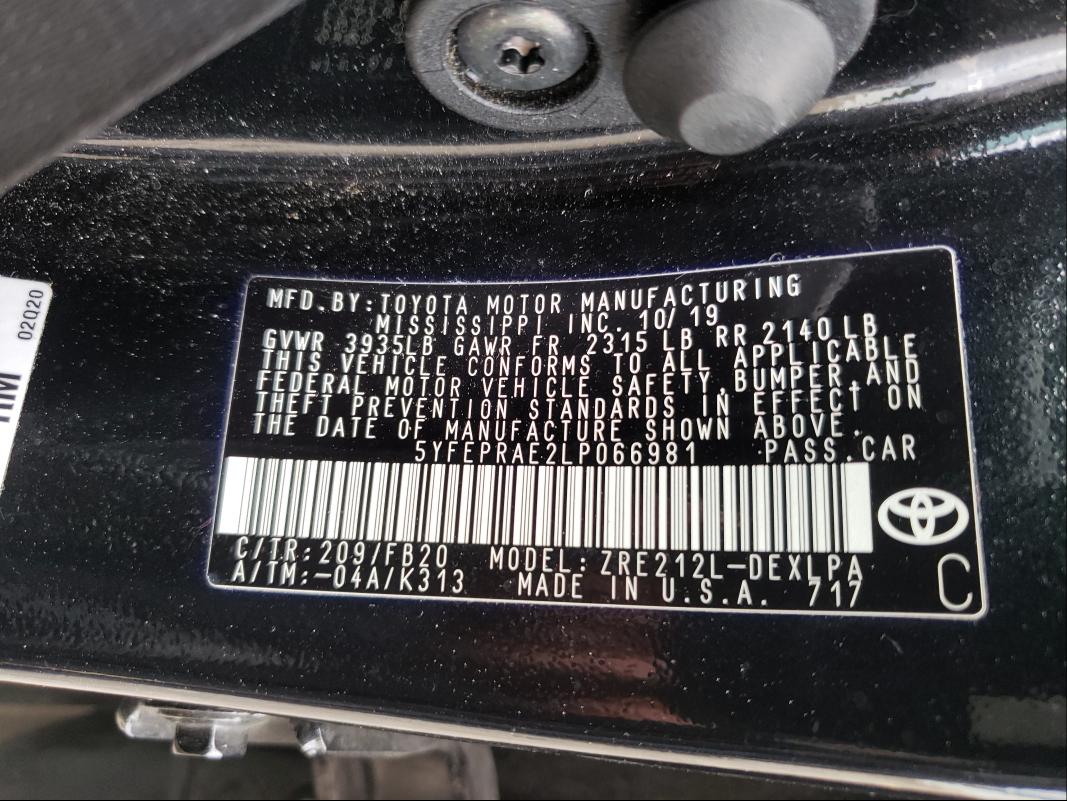 MFD. BY: TOYOTA MOTOR MANUFACTURING
MISSISSIPPI INC. 10/19
GVWR 3935LB GAWR FR 2315 LB RR 2140 LB
THIS VEHICLE CONFORMS TO ALL APPLICABLE
FEDERAL MOTOR VEHICLE SAFETY, BUMPER, AND
THEFT PREVENTION STANDARDS IN EFFECT ON
THE DATE OF MANUFACTURE SHOWN ABOVE.
5YFEPRAE2LP066981 PASS. CAR
C/TR: 209/FB20 MODEL: ZRE212L-DEXLPA
A/TM: -04A/K313 MADE IN U.S.A. 717
C
02Q20